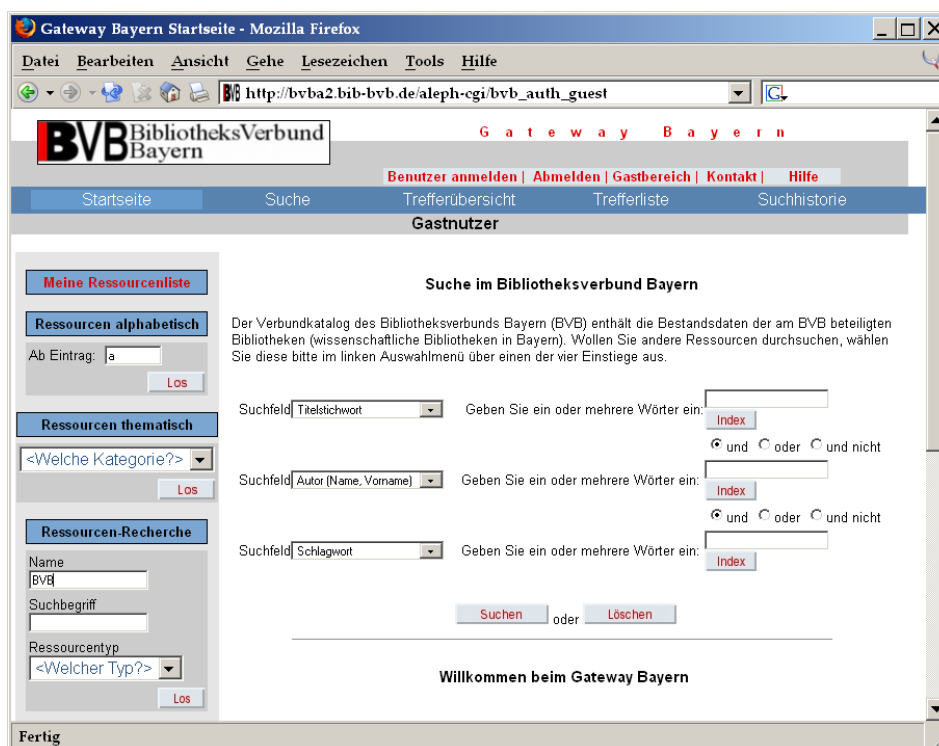 Gateway Bayern Startseite - Mozilla Firefox
Datei Bearbeiten Ansicht Gehe Lesezeichen Tools Hilfe
BVB http://bvba2.bib-bvb.de/aleph-cgi/bvb_auth_guest G
BVB BibliotheksVerbund Bayern
Gateway Bayern
Benutzer anmelden | Abmelden | Gastbereich | Kontakt | Hilfe
Startseite Suche Trefferübersicht Trefferliste Suchhistorie
Gastnutzer
Meine Ressourcenliste
Ressourcen alphabetisch
Ab Eintrag: a
Los
Ressourcen thematisch
<Welche Kategorie?>
Los
Ressourcen-Recherche
Name
BVB
Suchbegriff
Ressourcentyp
<Welcher Typ?>
Los
Suche im Bibliotheksverbund Bayern
Der Verbundkatalog des Bibliotheksverbunds Bayern (BVB) enthält die Bestandsdaten der am BVB beteiligten
Bibliotheken (wissenschaftliche Bibliotheken in Bayern). Wollen Sie andere Ressourcen durchsuchen, wählen
Sie diese bitte im linken Auswahlmenü über einen der vier Einstiege aus.
Suchfeld Titelstichwort Geben Sie ein oder mehrere Wörter ein:
Index
und oder und nicht
Suchfeld Autor (Name, Vorname) Geben Sie ein oder mehrere Wörter ein:
Index
und oder und nicht
Suchfeld Schlagwort Geben Sie ein oder mehrere Wörter ein:
Index
Suchen oder Löschen
Willkommen beim Gateway Bayern
Fertig